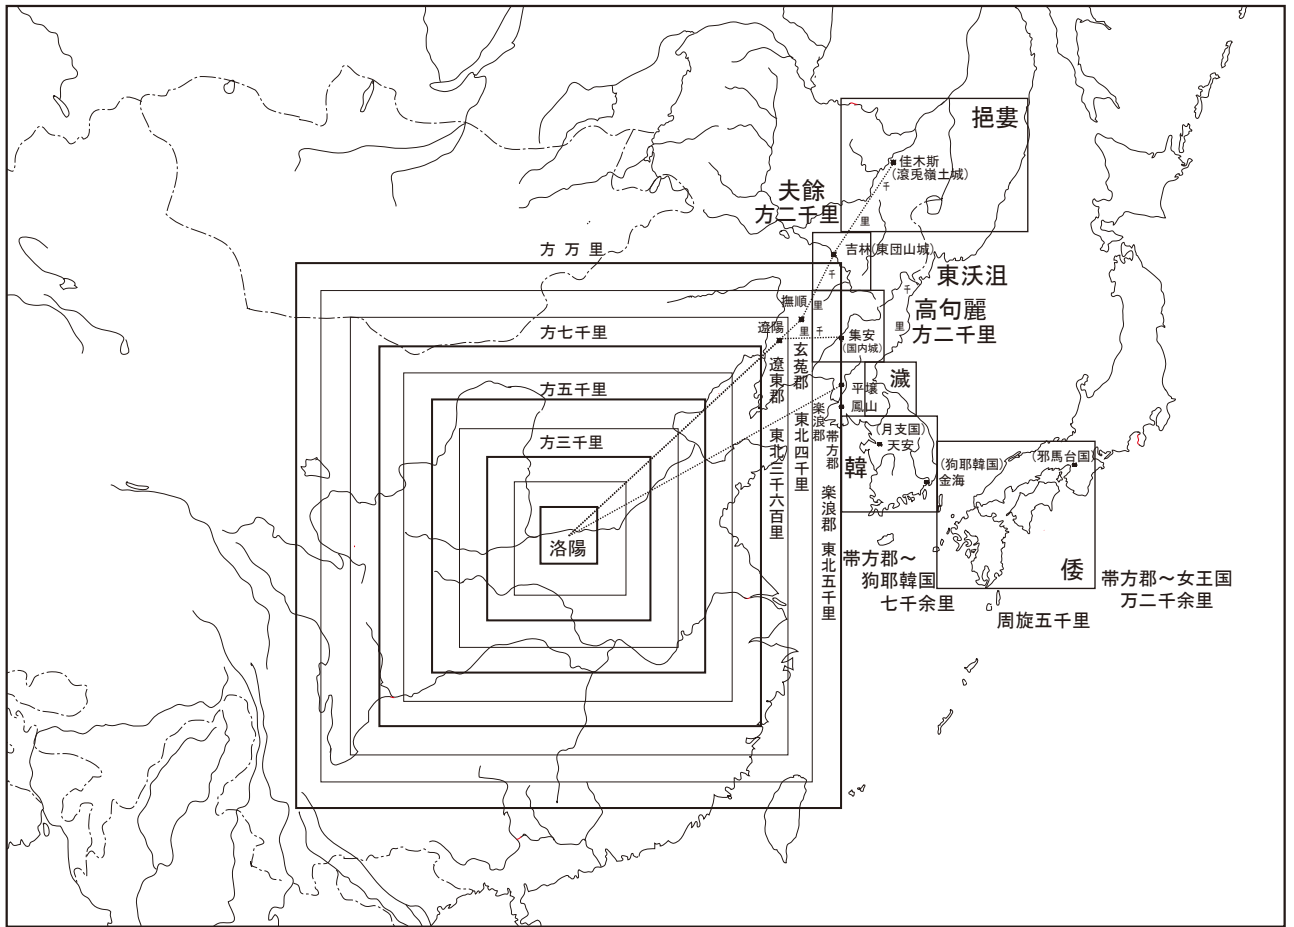 挹婁
佳木斯
(滾兎嶺土城)
千
里
夫餘
方二千里
吉林(東団山城)
千
里
方万里
東沃沮
千
里
高句麗
方二千里
撫順
遼陽
里
千
集安
(国内城)
方七千里
玄菟郡
東北四千里
遼東郡
東北三千六百里
濊
平壌
鳳山
楽浪郡
帯方郡
方五千里
(月支国)
天安
韓
方三千里
(狗耶韓国)
金海
(邪馬台国)
楽浪郡
東北五千里
洛陽
倭
帯方郡～
狗耶韓国
七千余里
帯方郡～女王国
万二千余里
周旋五千里